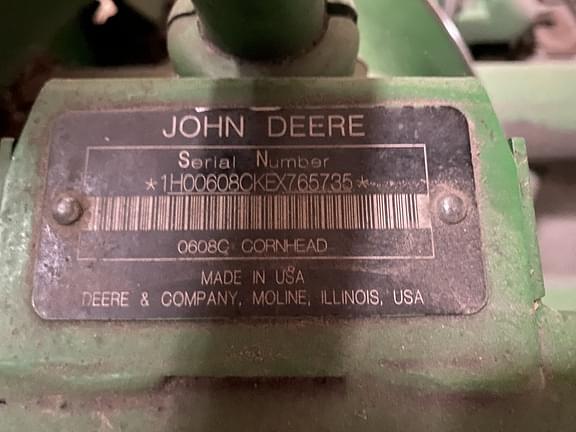 JOHN DEERE
Serial Number
*1H00608CKEX765735*
0608C CORNHEAD
MADE IN USA
DEERE & COMPANY, MOLINE, ILLINOIS, USA